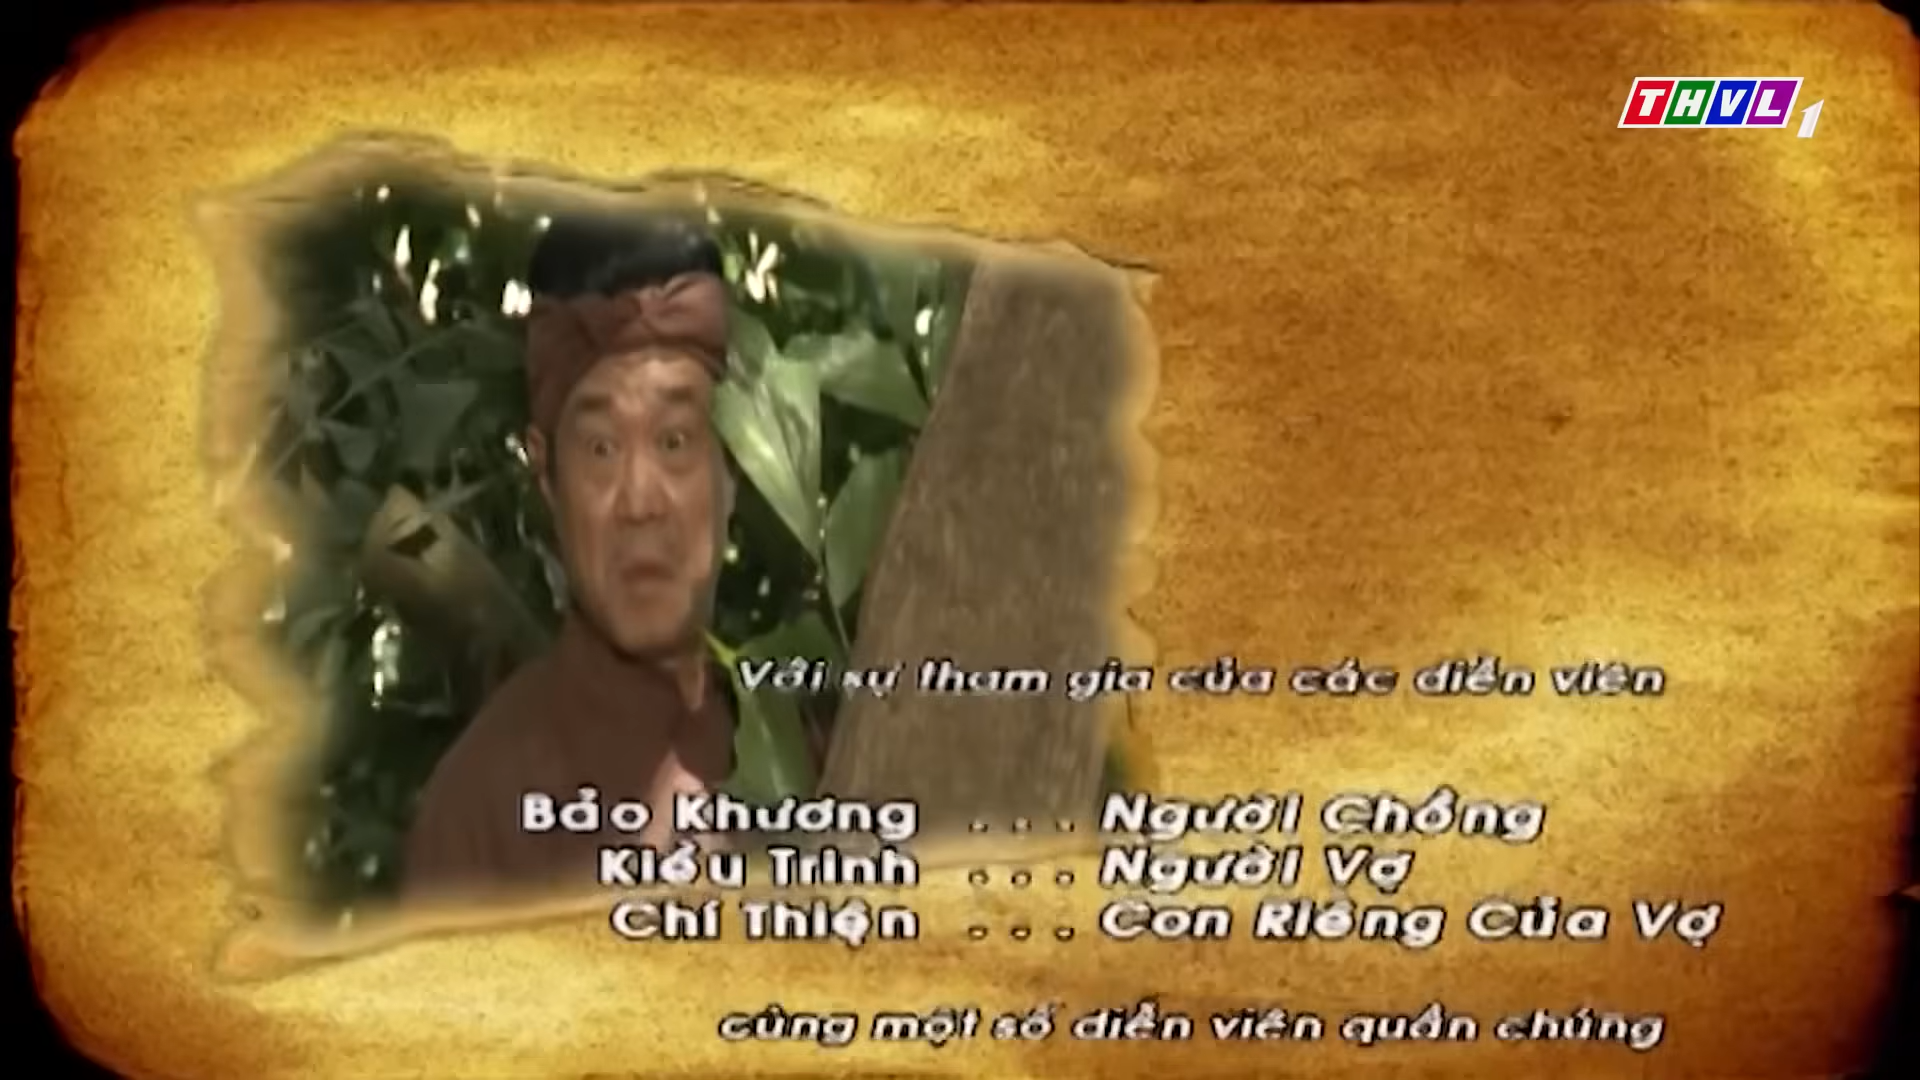 THVL1
Với sự tham gia của các diễn viên
Bảo Khương . . . Người Chồng
Kiều Trinh . . . Người Vợ
Chí Thiện . . . Con Riêng Của Vợ
cùng một số diễn viên quần chúng